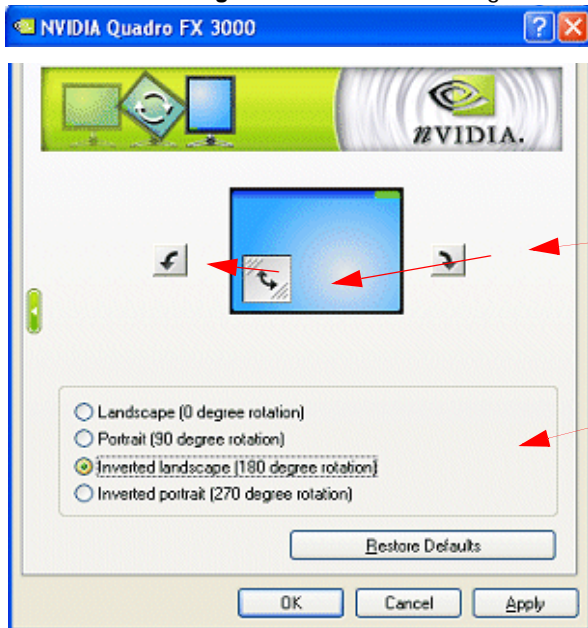 NVIDIA Quadro FX 3000
nVIDIA.
Landscape (0 degree rotation)
Portrait (90 degree rotation)
Inverted landscape (180 degree rotation)
Inverted portrait (270 degree rotation)
Restore Defaults
OK Cancel Apply